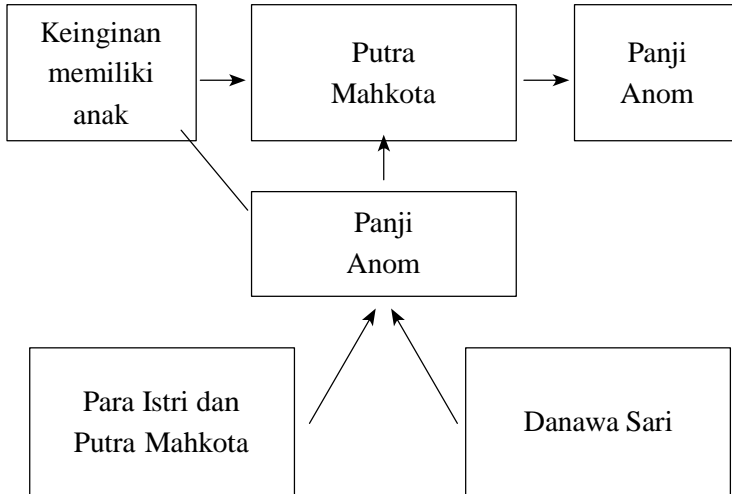 Keinginan
memiliki
anak
Putra
Mahkota
Panji
Anom
Panji
Anom
Para Istri dan
Putra Mahkota
Danawa Sari